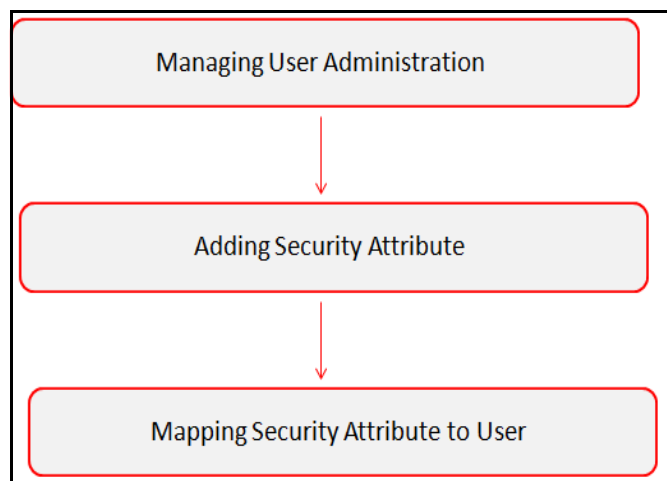 Managing User Administration
Adding Security Attribute
Mapping Security Attribute to User